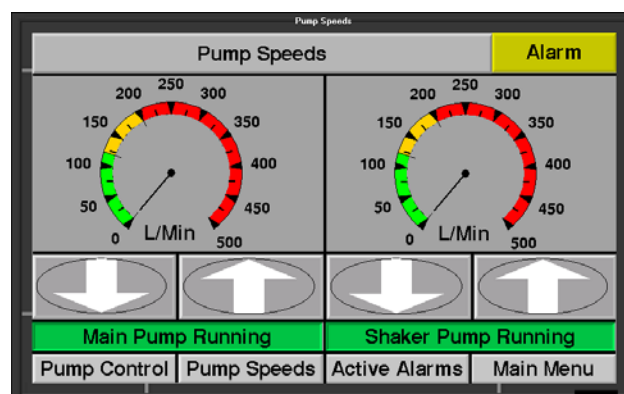 Pump Speeds
Pump Speeds Alarm
200 250 300 200 250 300
150 350 150 350
100 400 100 400
50 450 50 450
0 L/Min 500 0 L/Min 500
Main Pump Running Shaker Pump Running
Pump Control Pump Speeds Active Alarms Main Menu